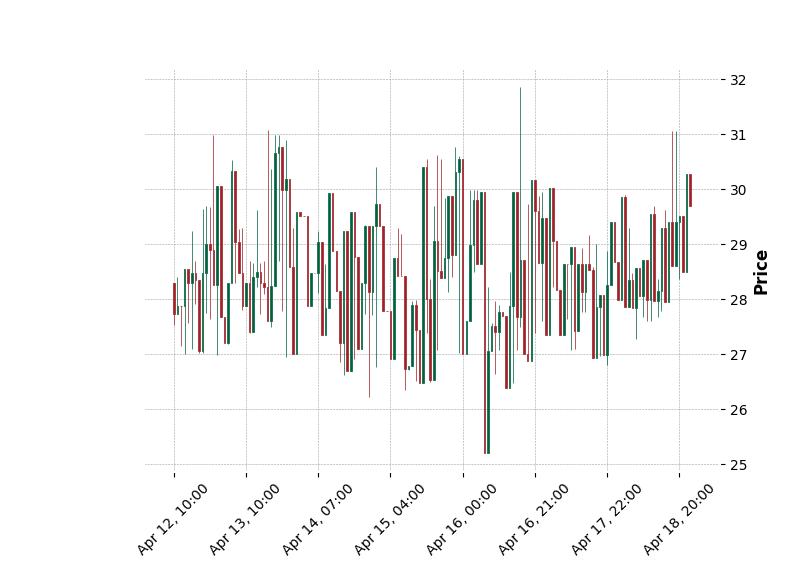 32
31
30
29
28
27
26
25
Price
Apr 12, 10:00
Apr 13, 10:00
Apr 14, 07:00
Apr 15, 04:00
Apr 16, 00:00
Apr 16, 21:00
Apr 17, 22:00
Apr 18, 20:00